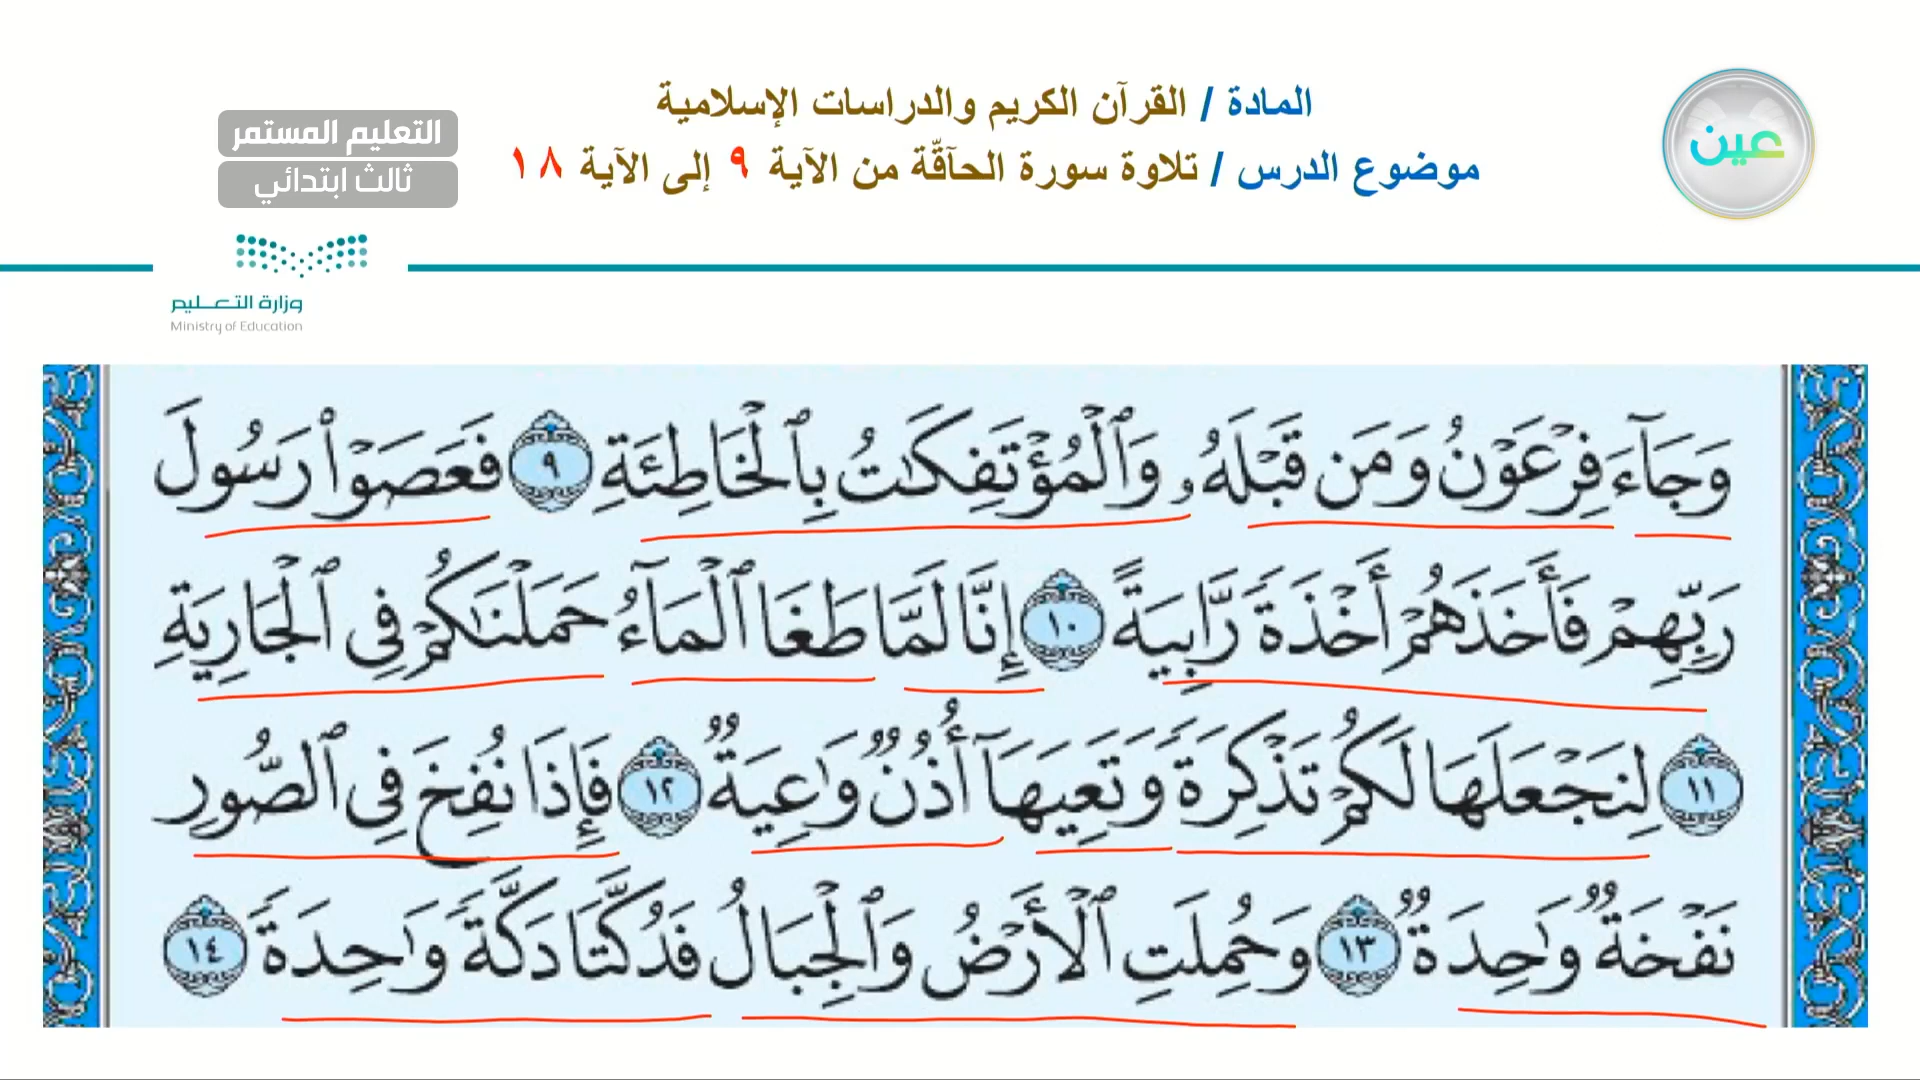 المادة / القرآن الكريم والدراسات الإسلامية
موضوع الدرس / تلاوة سورة الحآقّة من الآية ٩ إلى الآية ١٨
عين
التعليم المستمر
ثالث ابتدائي
وزارة التعـــليم
Ministry of Education
وَجَآءَ فِرْعَوْنُ وَمَن قَبْلَهُۥ وَٱلْمُؤْتَفِكَٰتُ بِٱلْخَاطِئَةِ ٩ فَعَصَوْا۟ رَسُولَ
رَبِّهِمْ فَأَخَذَهُمْ أَخْذَةً رَّابِيَةً ١٠ إِنَّا لَمَّا طَغَا ٱلْمَآءُ حَمَلْنَٰكُمْ فِى ٱلْجَارِيَةِ
١١ لِنَجْعَلَهَا لَكُمْ تَذْكِرَةً وَتَعِيَهَآ أُذُنٌ وَٰعِيَةٌ ١٢ فَإِذَا نُفِخَ فِى ٱلصُّورِ
نَفْخَةٌ وَٰحِدَةٌ ١٣ وَحُمِلَتِ ٱلْأَرْضُ وَٱلْجِبَالُ فَدُكَّتَا دَكَّةً وَٰحِدَةً ١٤